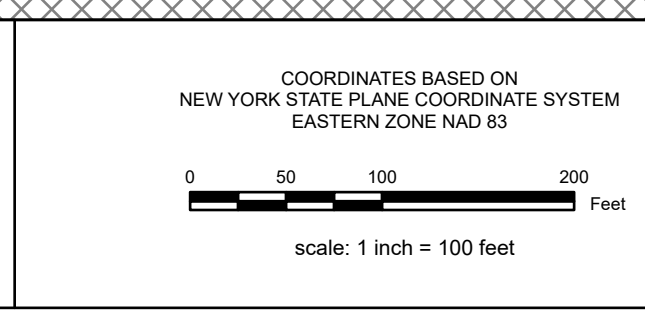 COORDINATES BASED ON
NEW YORK STATE PLANE COORDINATE SYSTEM
EASTERN ZONE NAD 83
0 50 100 200
Feet
scale: 1 inch = 100 feet